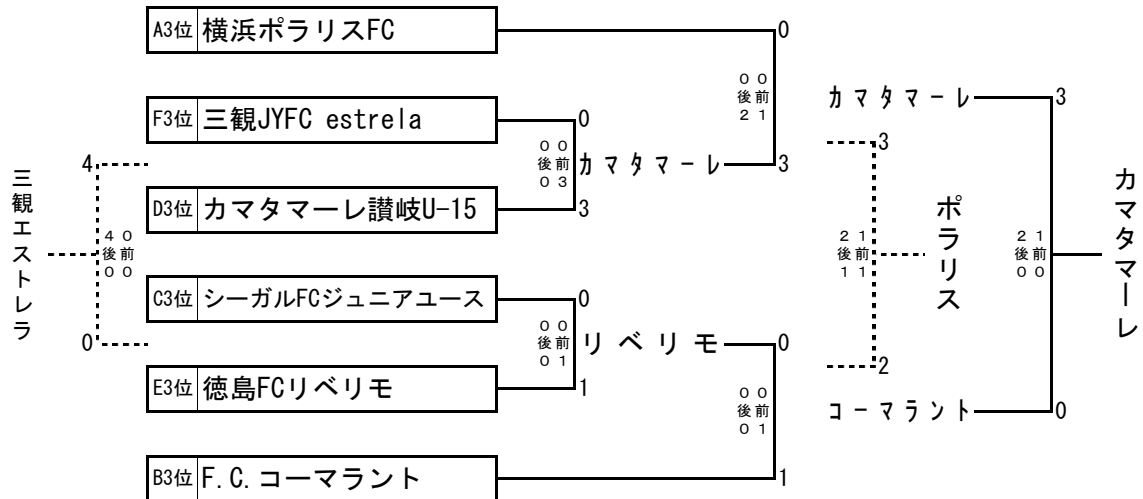 A3位 横浜ポラリスFC
0
0 0
後 前
2 1
F3位 三観JYFC estrela
0
0 0
後 前
0 3
カマタマーレ
3
D3位 カマタマーレ讃岐U-15
3
C3位 シーガルFCジュニアユース
0
0 0
後 前
0 1
リベリモ
0
E3位 徳島FCリベリモ
1
0 0
後 前
0 1
B3位 F.C.コーマラント
1
三観エストレラ
4
4 0
後 前
0 0
0
カマタマーレ
3
3
2 1
後 前
1 1
ポラリス
2
2 1
後 前
0 0
コーマラント
0
カマタマーレ